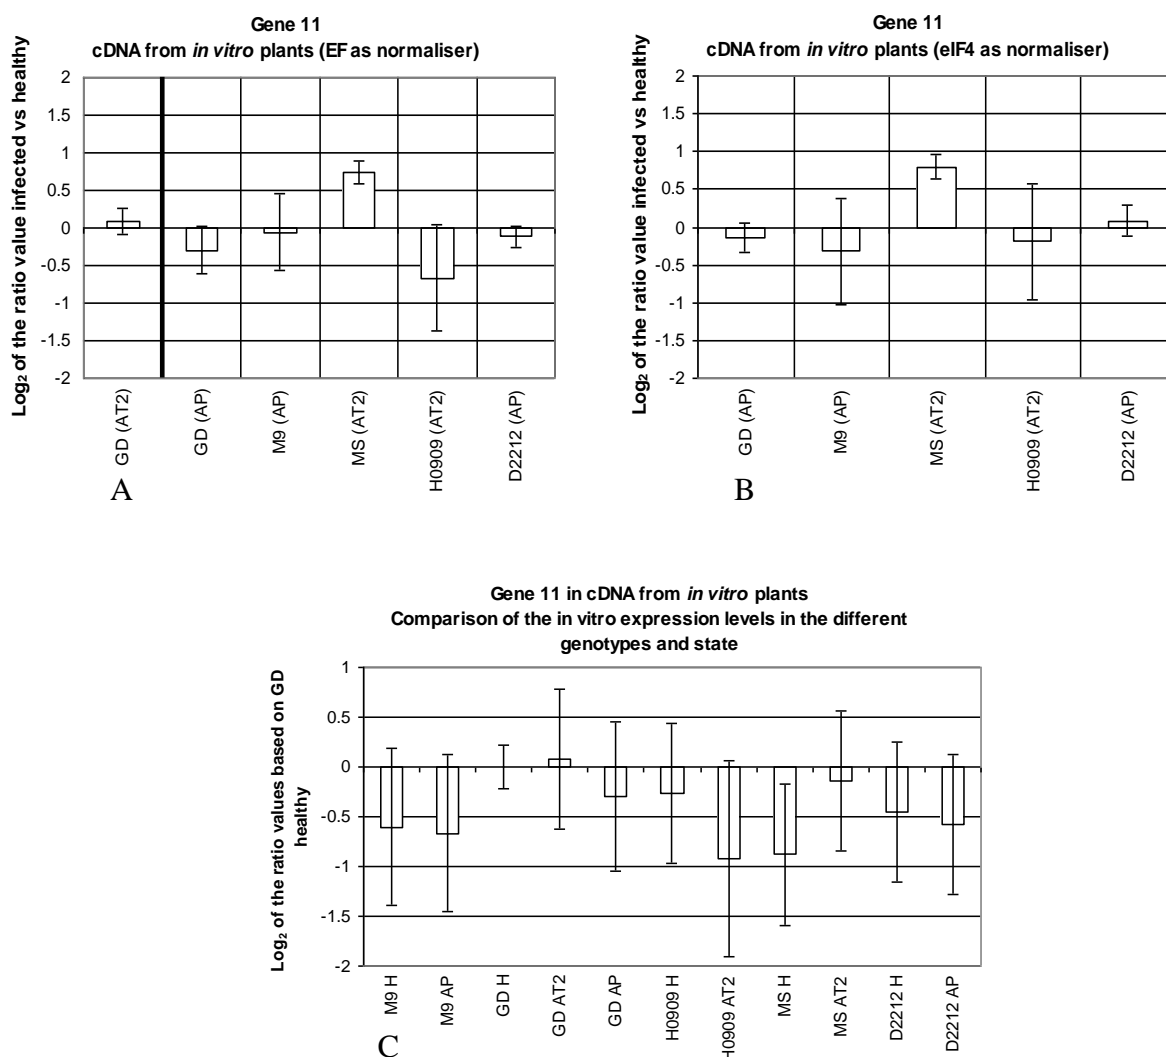 Gene 11
cDNA from in vitro plants (EF as normaliser)
Log₂ of the ratio value infected vs healthy
2
1.5
1
0.5
0
-0.5
-1
-1.5
-2
GD (AT2)
GD (AP)
M9 (AP)
MS (AT2)
H0909 (AT2)
D2212 (AP)
A
Gene 11
cDNA from in vitro plants (eIF4 as normaliser)
Log₂ of the ratio value infected vs healthy
2
1.5
1
0.5
0
-0.5
-1
-1.5
-2
GD (AP)
M9 (AP)
MS (AT2)
H0909 (AT2)
D2212 (AP)
B
Gene 11 in cDNA from in vitro plants
Comparison of the in vitro expression levels in the different
genotypes and state
Log₂ of the ratio values based on GD
healthy
1
0.5
0
-0.5
-1
-1.5
-2
M9 H
M9 AP
GD H
GD AT2
GD AP
H0909 H
H0909 AT2
MS H
MS AT2
D2212 H
D2212 AP
C